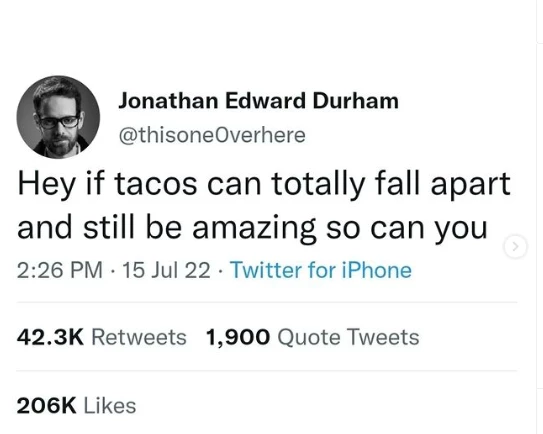 Jonathan Edward Durham
@thisone0verhere
Hey if tacos can totally fall apart
and still be amazing so can you
2:26 PM · 15 Jul 22 · Twitter for iPhone
42.3K Retweets 1,900 Quote Tweets
206K Likes